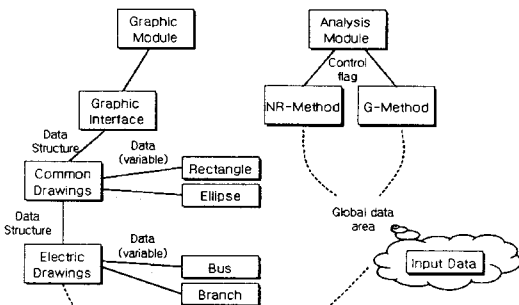 Graphic
Module
Analysis
Module
Control
flag
Graphic
Interface
NR-Method
G-Method
Data
Structure
Data
(variable)
Common
Drawings
Rectangle
Ellipse
Data
Structure
Data
(variable)
Global data
area
Electric
Drawings
Bus
Branch
Input Data